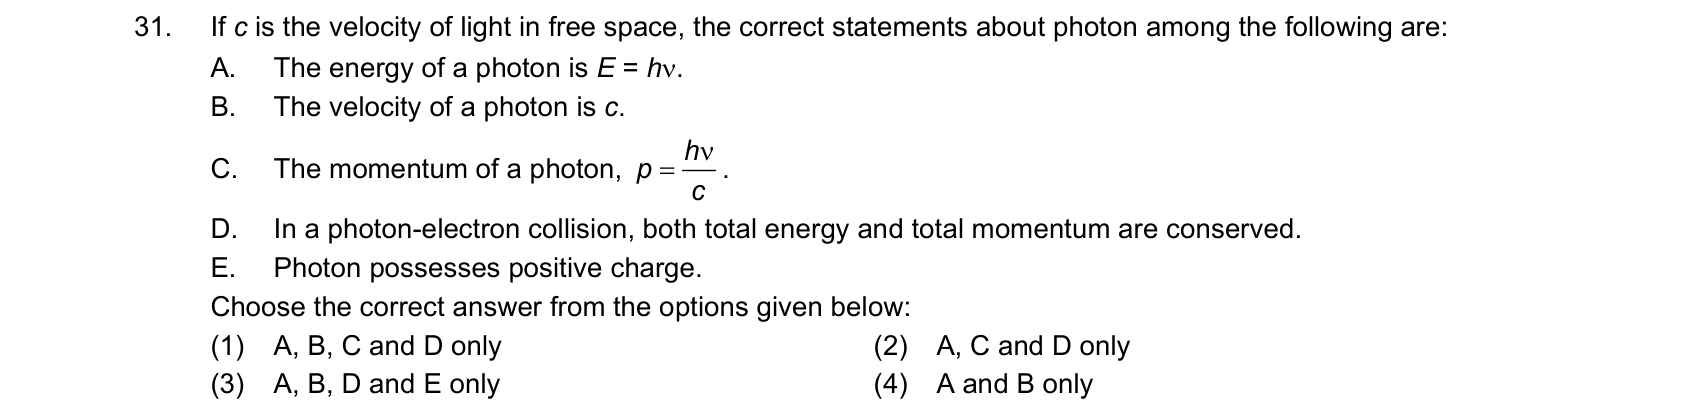 31. If c is the velocity of light in free space, the correct statements about photon among the following are:
A. The energy of a photon is E = hν.
B. The velocity of a photon is c.
C. The momentum of a photon, p = hν/c.
D. In a photon-electron collision, both total energy and total momentum are conserved.
E. Photon possesses positive charge.
Choose the correct answer from the options given below:
(1) A, B, C and D only (2) A, C and D only
(3) A, B, D and E only (4) A and B only